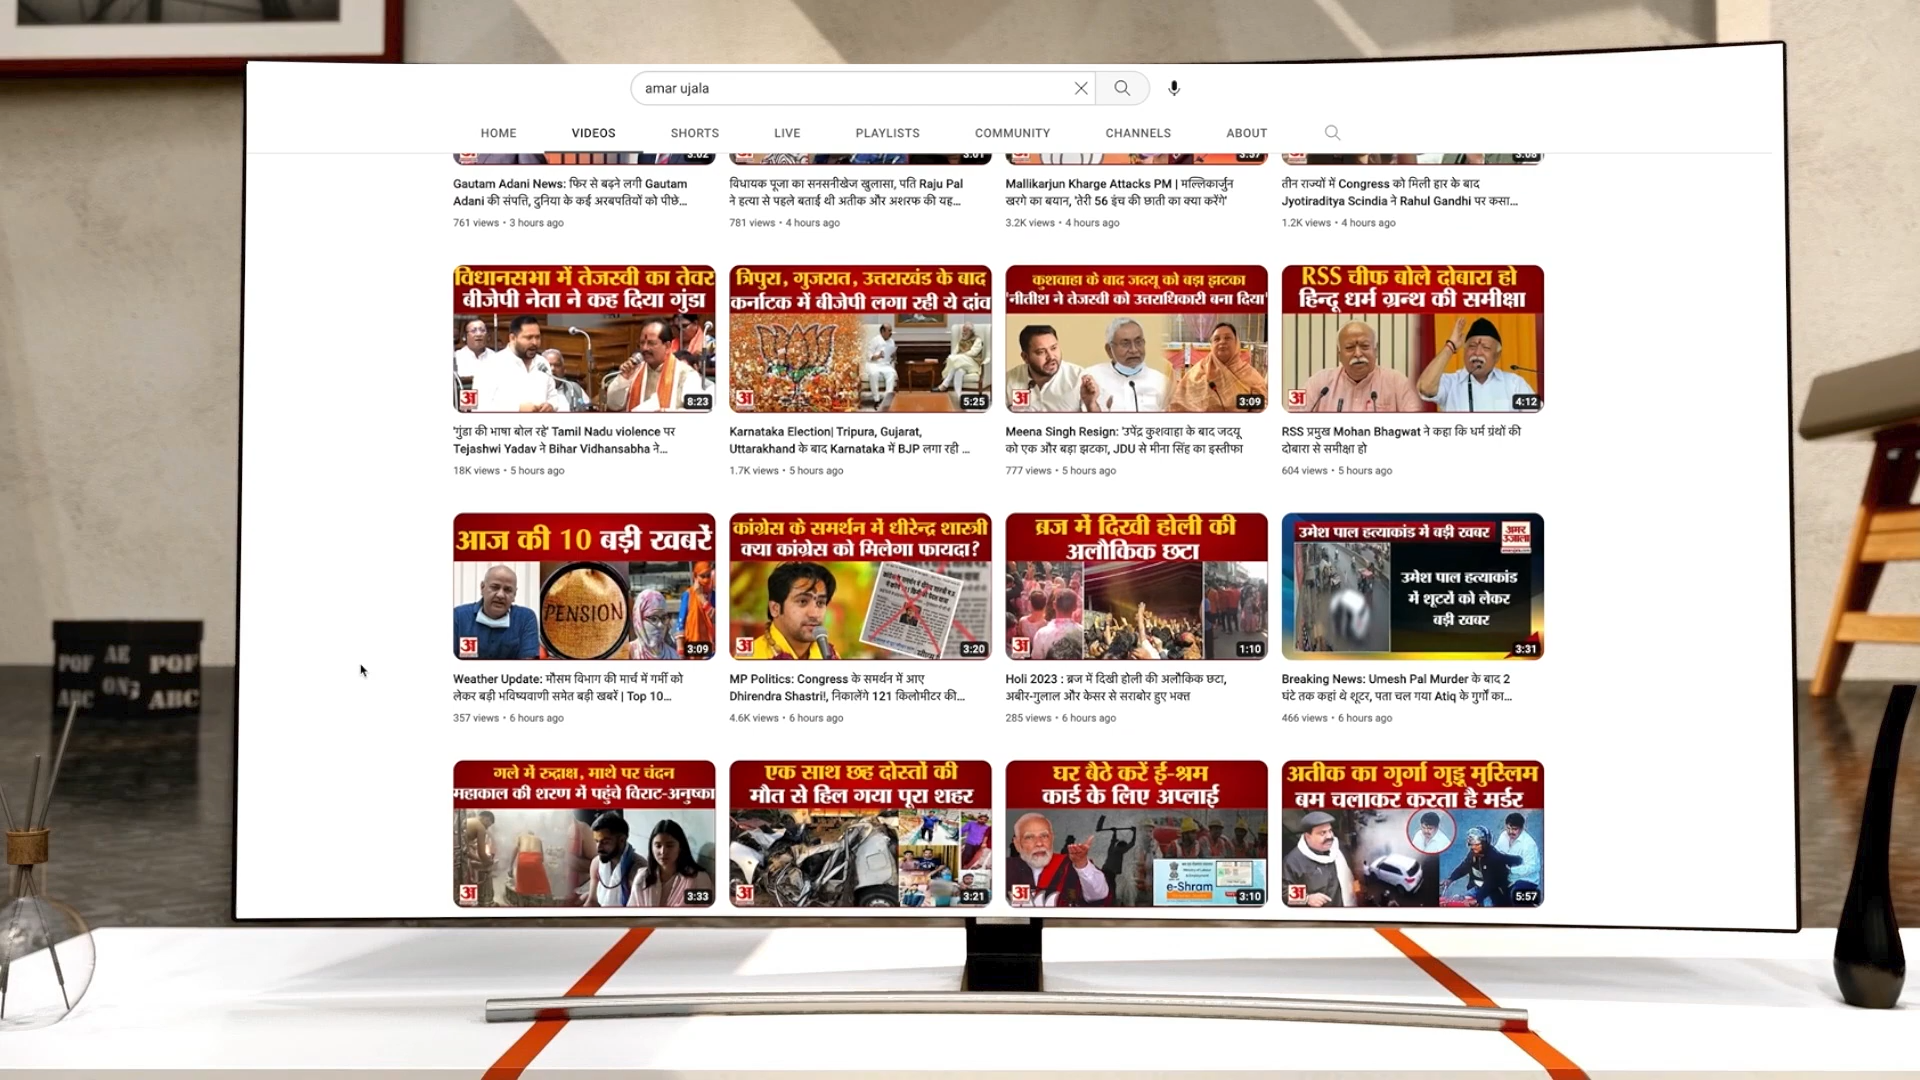 amar ujala
HOME VIDEOS SHORTS LIVE PLAYLISTS COMMUNITY CHANNELS ABOUT
3:02 3:01 3:37 3:08
Gautam Adani News: फिर से बढ़ने लगी Gautam
Adani की संपत्ति, दुनिया के कई अरबपतियों को पीछे...
761 views • 3 hours ago
विधायक पूजा का सनसनीखेज खुलासा, पति Raju Pal
ने हत्या से पहले बताई थी अतीक और अशरफ की यह...
781 views • 4 hours ago
Mallikarjun Kharge Attacks PM | मल्लिकार्जुन
खरगे का बयान, 'तेरी 56 इंच की छाती का क्या करेंगे'
3.2K views • 4 hours ago
तीन राज्यों में Congress को मिली हार के बाद
Jyotiraditya Scindia ने Rahul Gandhi पर कसा...
1.2K views • 4 hours ago
विधानसभा में तेजस्वी का तेवर
बीजेपी नेता ने कह दिया गुंडा
अ
8:23
'गुंडा की भाषा बोल रहे' Tamil Nadu violence पर
Tejashwi Yadav ने Bihar Vidhansabha ने...
18K views • 5 hours ago
त्रिपुरा, गुजरात, उत्तराखंड के बाद
कर्नाटक में बीजेपी लगा रही ये दांव
अ
5:25
Karnataka Election| Tripura, Gujarat,
Uttarakhand के बाद Karnataka में BJP लगा रही ...
1.7K views • 5 hours ago
कुशवाहा के बाद जदयू को बड़ा झटका
'नीतीश ने तेजस्वी को उत्तराधिकारी बना दिया'
अ
3:09
Meena Singh Resign: 'उपेंद्र कुशवाहा के बाद जदयू
को एक और बड़ा झटका, JDU से मीना सिंह का इस्तीफा
777 views • 5 hours ago
RSS चीफ बोले दोबारा हो
हिन्दू धर्म ग्रन्थ की समीक्षा
अ
4:12
RSS प्रमुख Mohan Bhagwat ने कहा कि धर्म ग्रंथों की
दोबारा से समीक्षा हो
604 views • 5 hours ago
आज की 10 बड़ी खबरें
PENSION
अ
3:09
Weather Update: मौसम विभाग की मार्च में गर्मी को
लेकर बड़ी भविष्यवाणी समेत बड़ी खबरें | Top 10...
357 views • 6 hours ago
कांग्रेस के समर्थन में धीरेन्द्र शास्त्री
क्या कांग्रेस को मिलेगा फायदा?
अ
3:20
MP Politics: Congress के समर्थन में आए
Dhirendra Shastri!, निकालेंगे 121 किलोमीटर की...
4.6K views • 6 hours ago
ब्रज में दिखी होली की
अलौकिक छटा
अ
1:10
Holi 2023 : ब्रज में दिखी होली की अलौकिक छटा,
अबीर-गुलाल और केसर से सराबोर हुए भक्त
285 views • 6 hours ago
उमेश पाल हत्याकांड में बड़ी खबर
अमर
उजाला
उमेश पाल हत्याकांड
में शूटरों को लेकर
बड़ी खबर
3:31
Breaking News: Umesh Pal Murder के बाद 2
घंटे तक कहां थे शूटर, पता चल गया Atiq के गुर्गों का...
466 views • 6 hours ago
गले में रुद्राक्ष, माथे पर चंदन
महाकाल की शरण में पहुंचे विराट-अनुष्का
अ
3:33
एक साथ छह दोस्तों की
मौत से हिल गया पूरा शहर
अ
3:21
घर बैठे करें ई-श्रम
कार्ड के लिए अप्लाई
अ
e-Shram
3:10
अतीक का गुर्गा गुड्डू मुस्लिम
बम चलाकर करता है मर्डर
अ
5:57
PQF AE PQF
ABC ABC